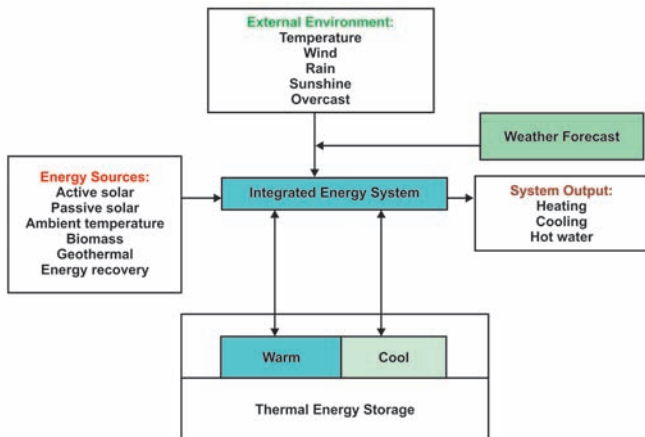 External Environment:
Temperature
Wind
Rain
Sunshine
Overcast
Weather Forecast
Energy Sources:
Active solar
Passive solar
Ambient temperature
Biomass
Geothermal
Energy recovery
Integrated Energy System
System Output:
Heating
Cooling
Hot water
Warm
Cool
Thermal Energy Storage